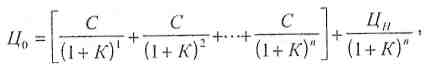 Ц₀ = [ С/(1+К)¹ + С/(1+К)² + ⋯ + С/(1+К)ⁿ ] + Ц_Н/(1+К)ⁿ ,